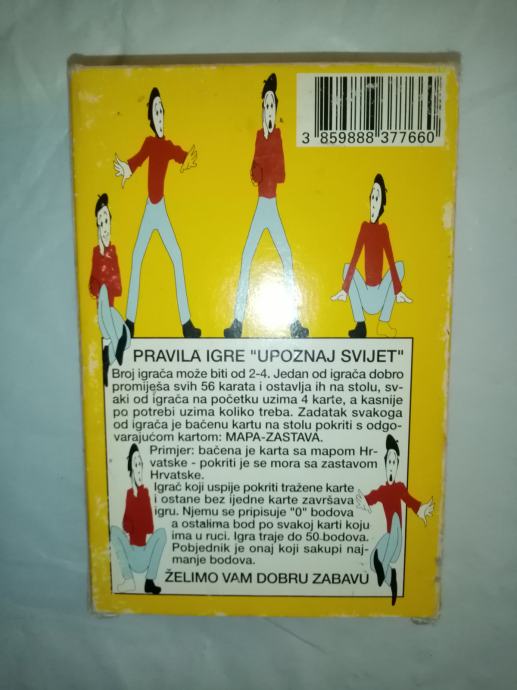 3 859888 377660
PRAVILA IGRE "UPOZNAJ SVIJET"
Broj igrača može biti od 2-4. Jedan od igrača dobro
promiješa svih 56 karata i ostavlja ih na stolu, sv-
aki od igrača na početku uzima 4 karte, a kasnije
po potrebi uzima koliko treba. Zadatak svakoga
od igrača je bačenu kartu na stolu pokriti s odgo-
varajućom kartom: MAPA-ZASTAVA.
Primjer: bačena je karta sa mapom Hr-
vatske - pokriti je se mora sa zastavom
Hrvatske.
Igrač koji uspije pokriti tražene karte
i ostane bez ijedne karte završava
igru. Njemu se pripisuje "0" bodova
a ostalima bod po svakoj karti koju
ima u ruci. Igra traje do 50 bodova.
Pobjednik je onaj koji sakupi naj-
manje bodova.
ŽELIMO VAM DOBRU ZABAVU